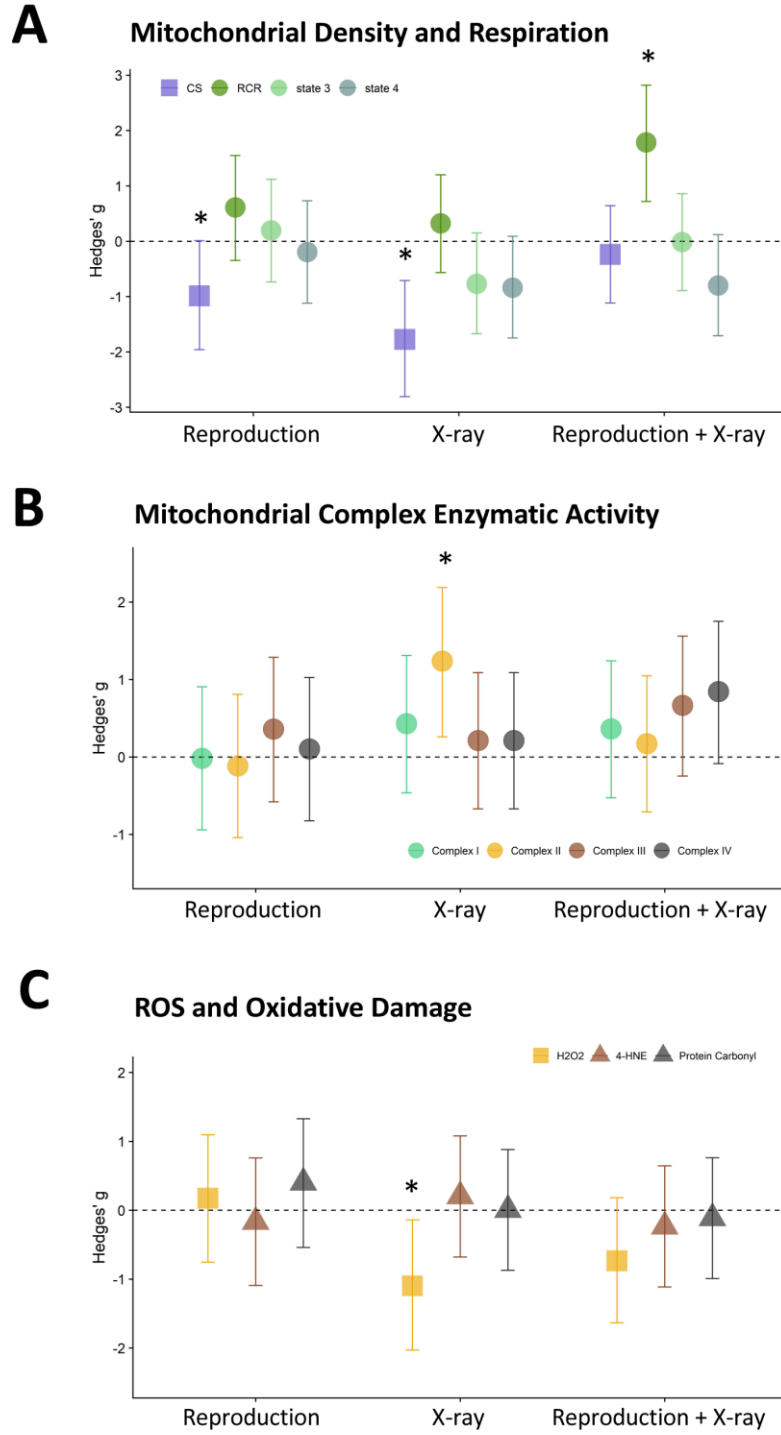 A
Mitochondrial Density and Respiration
*
3
CS RCR state 3 state 4
2
1
*
0
*
Hedges' g
-1
-2
-3
Reproduction X-ray Reproduction + X-ray
B
Mitochondrial Complex Enzymatic Activity
*
2
1
Hedges' g
0
-1
Complex I Complex II Complex III Complex IV
Reproduction X-ray Reproduction + X-ray
C
ROS and Oxidative Damage
H2O2 4-HNE Protein Carbonyl
2
1
*
0
Hedges' g
-1
-2
Reproduction X-ray Reproduction + X-ray